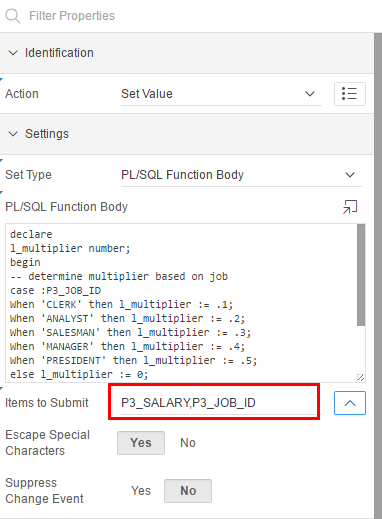 Filter Properties
Identification
Action Set Value
Settings
Set Type PL/SQL Function Body
PL/SQL Function Body
declare
l_multiplier number;
begin
-- determine multiplier based on job
case :P3_JOB_ID
When 'CLERK' then l_multiplier := .1;
When 'ANALYST' then l_multiplier := .2;
When 'SALESMAN' then l_multiplier := .3;
When 'MANAGER' then l_multiplier := .4;
When 'PRESIDENT' then l_multiplier := .5;
else l_multiplier := 0;
Items to Submit P3_SALARY,P3_JOB_ID
Escape Special
Characters Yes No
Suppress
Change Event Yes No